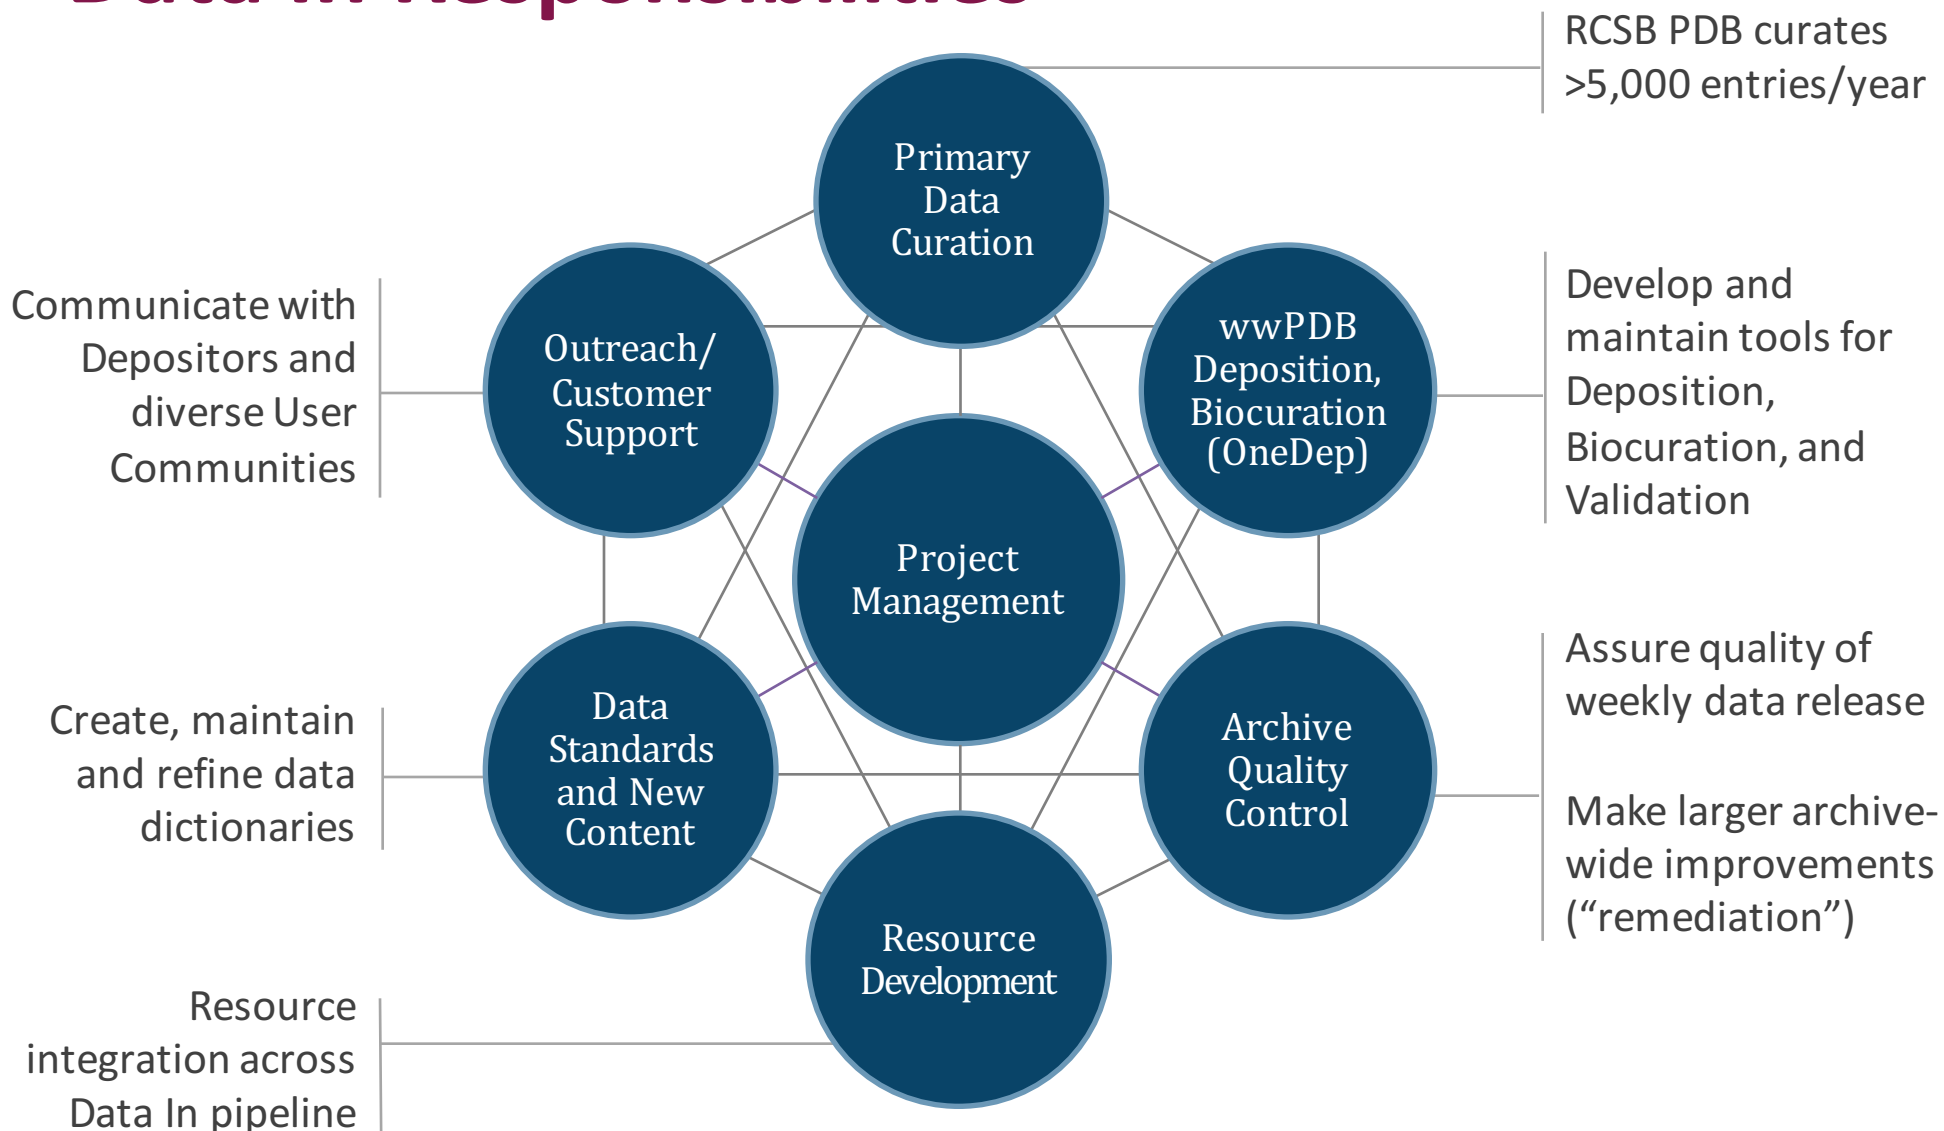 Data In Responsibilities
RCSB PDB curates
>5,000 entries/year
Primary
Data
Curation
Communicate with
Depositors and
diverse User
Communities
Outreach/
Customer
Support
wwPDB
Deposition,
Biocuration
(OneDep)
Develop and
maintain tools for
Deposition,
Biocuration, and
Validation
Project
Management
Create, maintain
and refine data
dictionaries
Data
Standards
and New
Content
Archive
Quality
Control
Assure quality of
weekly data release
Make larger archive-
wide improvements
(“remediation”)
Resource
Development
Resource
integration across
Data In pipeline